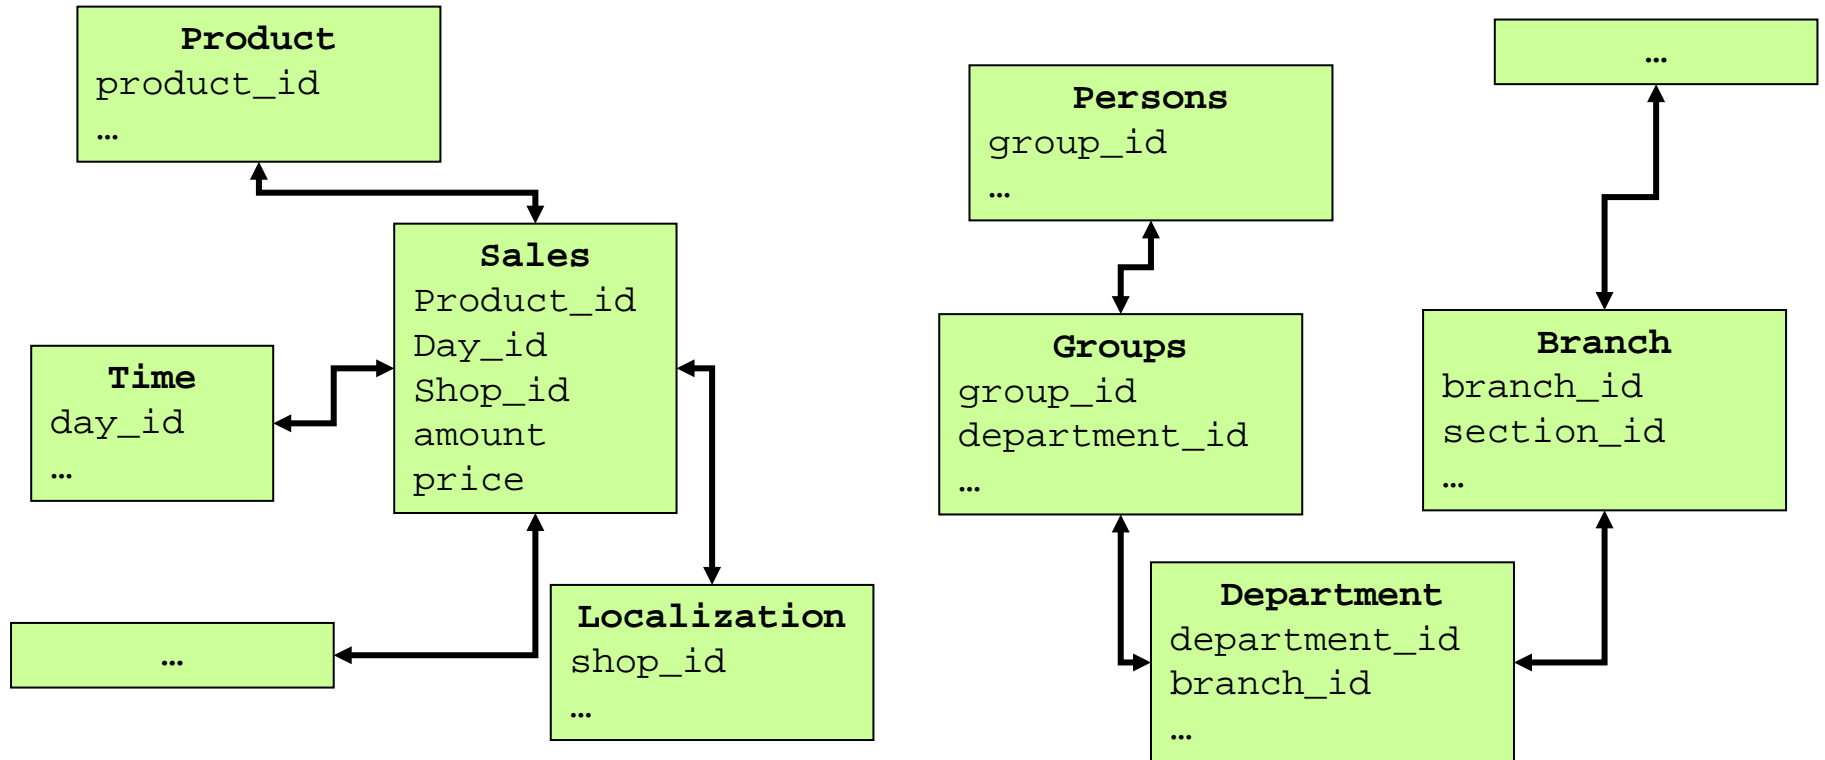 Product
product_id
…
Sales
Product_id
Day_id
Shop_id
amount
price
Time
day_id
…
…
Localization
shop_id
…
Persons
group_id
…
Groups
group_id
department_id
…
Department
department_id
branch_id
…
Branch
branch_id
section_id
…
…